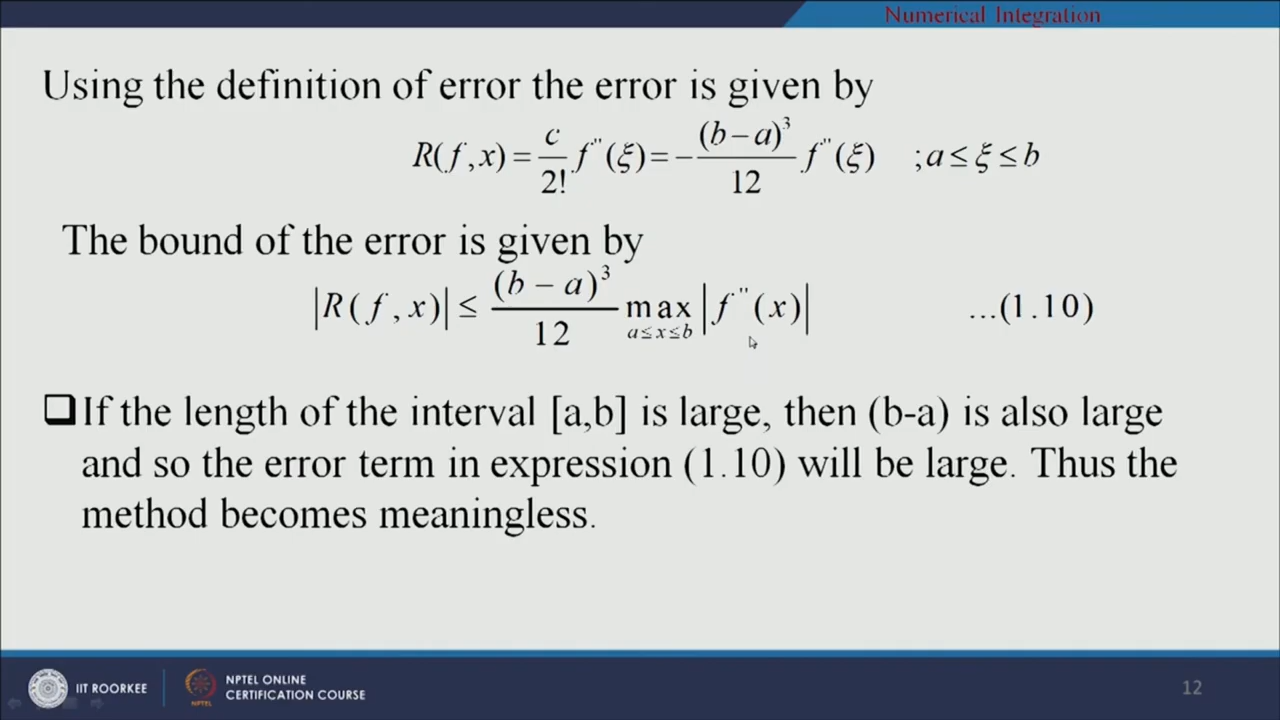 Numerical Integration
Using the definition of error the error is given by
R(f,x) = c/2! f''(ξ) = −(b−a)³/12 f''(ξ) ;a≤ξ≤b
The bound of the error is given by
|R(f,x)| ≤ (b−a)³/12 max a≤x≤b |f''(x)| ...(1.10)
❑If the length of the interval [a,b] is large, then (b-a) is also large
and so the error term in expression (1.10) will be large. Thus the
method becomes meaningless.
IIT ROORKEE
NPTEL ONLINE
CERTIFICATION COURSE
NPTEL
12